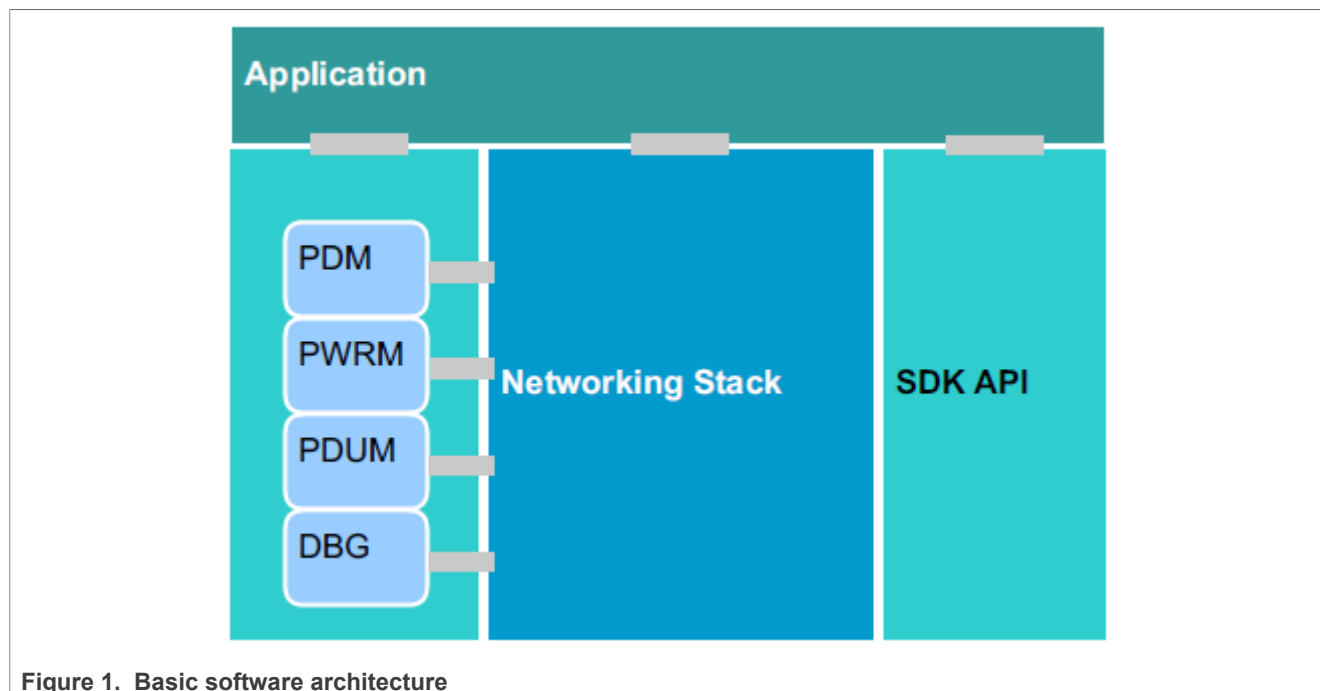 Application
PDM
PWRM
PDUM
DBG
Networking Stack
SDK API
Figure 1. Basic software architecture